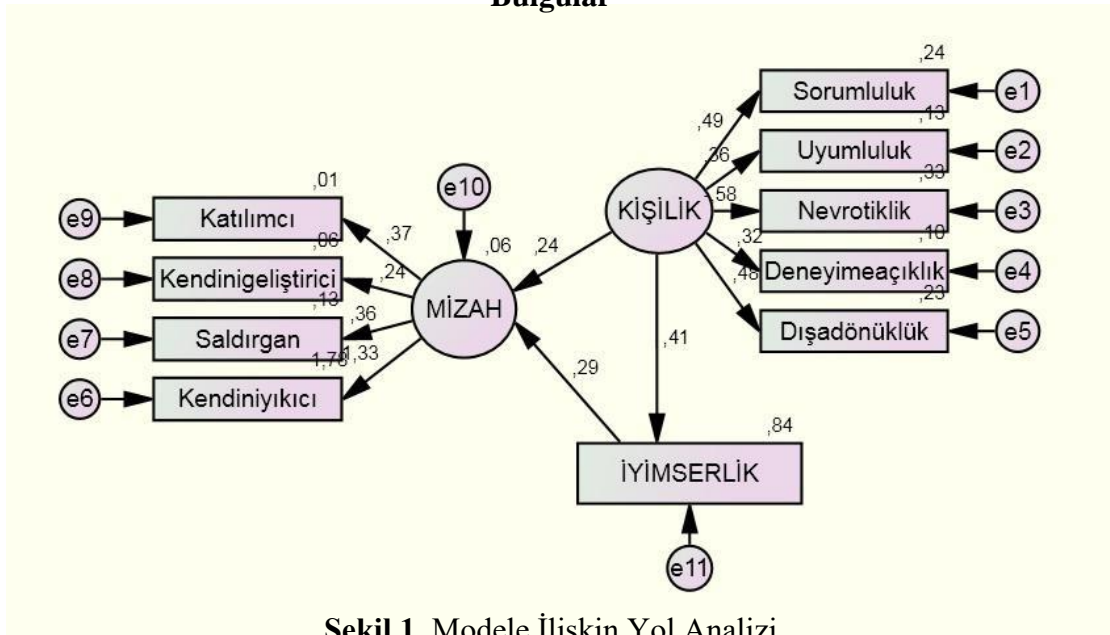 Bulgular
,24
Sorumluluk
e1
,49
,13
Uyumluluk
e2
,36
,33
KİŞİLİK
,58
Nevrotiklik
e3
,10
,32
Deneyimeaçıklık
e4
,48
,23
Dışadönüklük
e5
e10
,01
e9
Katılımcı
,37
,06
,24
,06
e8
Kendinigeliştirici
,24
MİZAH
,13
e7
Saldırgan
,36
,41
1,78
1,33
e6
Kendiniyıkıcı
,29
,84
İYİMSERLİK
e11
Şekil 1. Modele İlişkin Yol Analizi